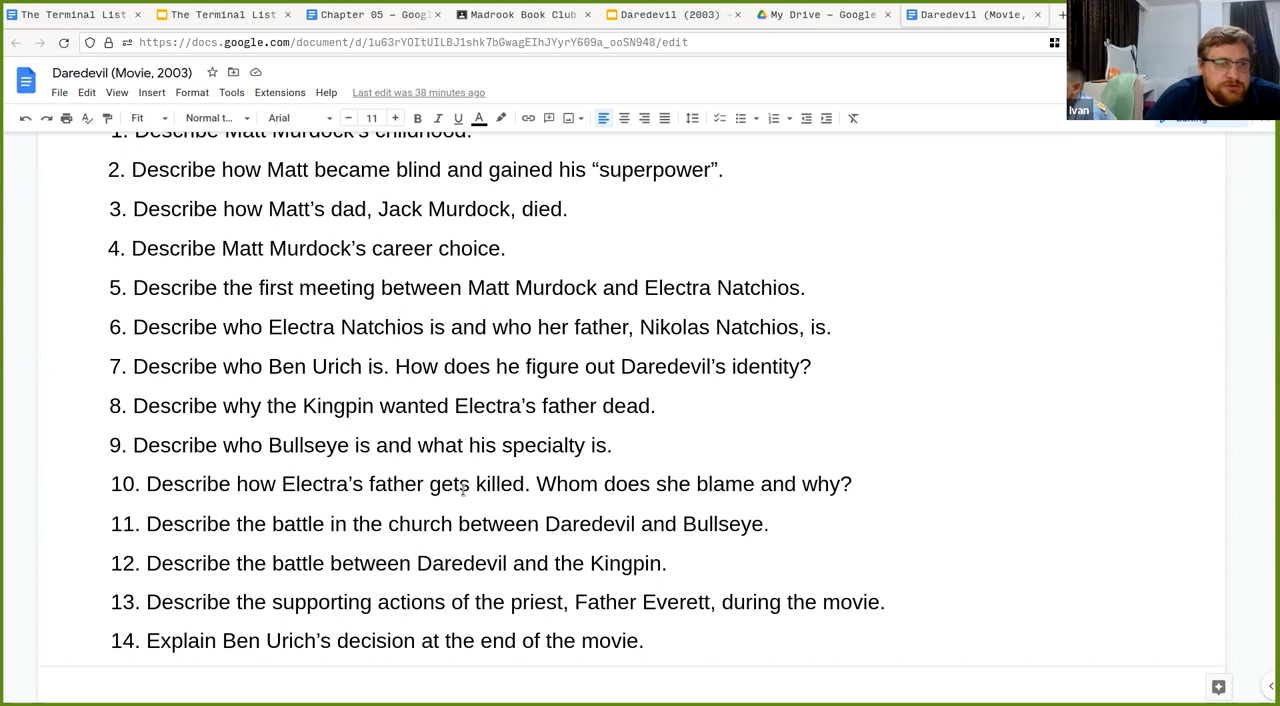 The Terminal List
The Terminal List
Chapter 05 – Goog
Madrook Book Club
Daredevil (2003) –
My Drive – Google
Daredevil (Movie,
https://docs.google.com/document/d/1u63rYOItUILBJ1shk7bGwagEIhJYyrY609a_ooSN948/edit
Daredevil (Movie, 2003)
File Edit View Insert Format Tools Extensions Help Last edit was 38 minutes ago
Fit Normal t... Arial 11
Ivan
1. Describe Matt Murdock's childhood.
2. Describe how Matt became blind and gained his “superpower”.
3. Describe how Matt’s dad, Jack Murdock, died.
4. Describe Matt Murdock’s career choice.
5. Describe the first meeting between Matt Murdock and Electra Natchios.
6. Describe who Electra Natchios is and who her father, Nikolas Natchios, is.
7. Describe who Ben Urich is. How does he figure out Daredevil’s identity?
8. Describe why the Kingpin wanted Electra’s father dead.
9. Describe who Bullseye is and what his specialty is.
10. Describe how Electra’s father gets killed. Whom does she blame and why?
11. Describe the battle in the church between Daredevil and Bullseye.
12. Describe the battle between Daredevil and the Kingpin.
13. Describe the supporting actions of the priest, Father Everett, during the movie.
14. Explain Ben Urich’s decision at the end of the movie.